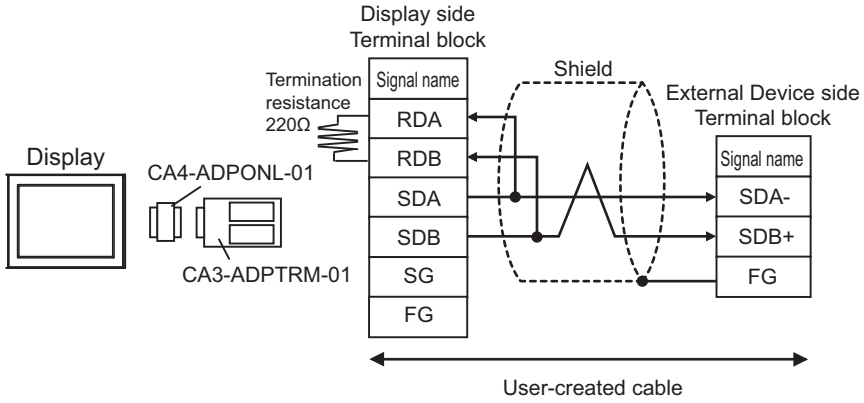 Display side
Terminal block
Termination
resistance
220Ω
Signal name
RDA
RDB
SDA
SDB
SG
FG
Shield
External Device side
Terminal block
Signal name
SDA-
SDB+
FG
Display
CA4-ADPONL-01
CA3-ADPTRM-01
User-created cable